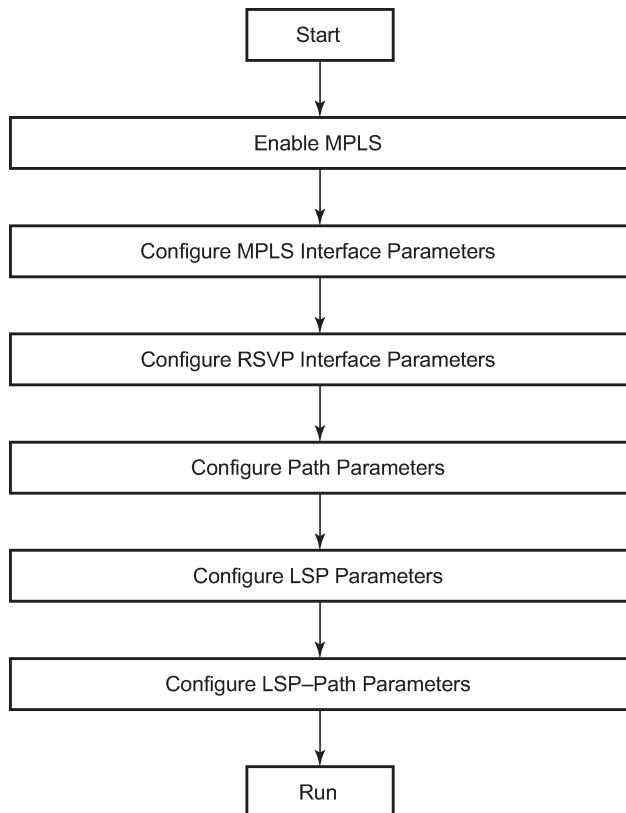 Start
Enable MPLS
Configure MPLS Interface Parameters
Configure RSVP Interface Parameters
Configure Path Parameters
Configure LSP Parameters
Configure LSP–Path Parameters
Run